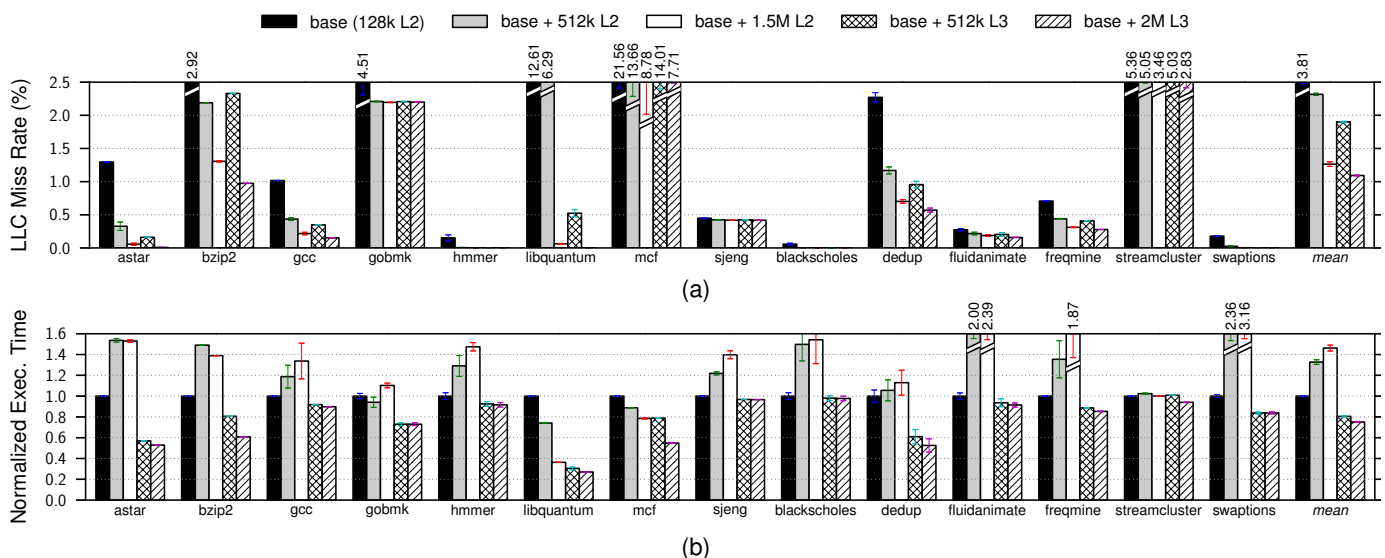 base (128k L2) base + 512k L2 base + 1.5M L2 base + 512k L3 base + 2M L3
2.92 4.51 12.61 6.29 21.56 13.66 8.78 14.01 7.71 5.36 5.05 3.46 5.03 2.83 3.81
LLC Miss Rate (%)
2.5
2.0
1.5
1.0
0.5
0.0
astar bzip2 gcc gobmk hmmer libquantum mcf sjeng blackscholes dedup fluidanimate freqmine streamcluster swaptions mean
(a)
2.00 2.39 1.87 2.36 3.16
Normalized Exec. Time
1.6
1.4
1.2
1.0
0.8
0.6
0.4
0.2
0.0
astar bzip2 gcc gobmk hmmer libquantum mcf sjeng blackscholes dedup fluidanimate freqmine streamcluster swaptions mean
(b)